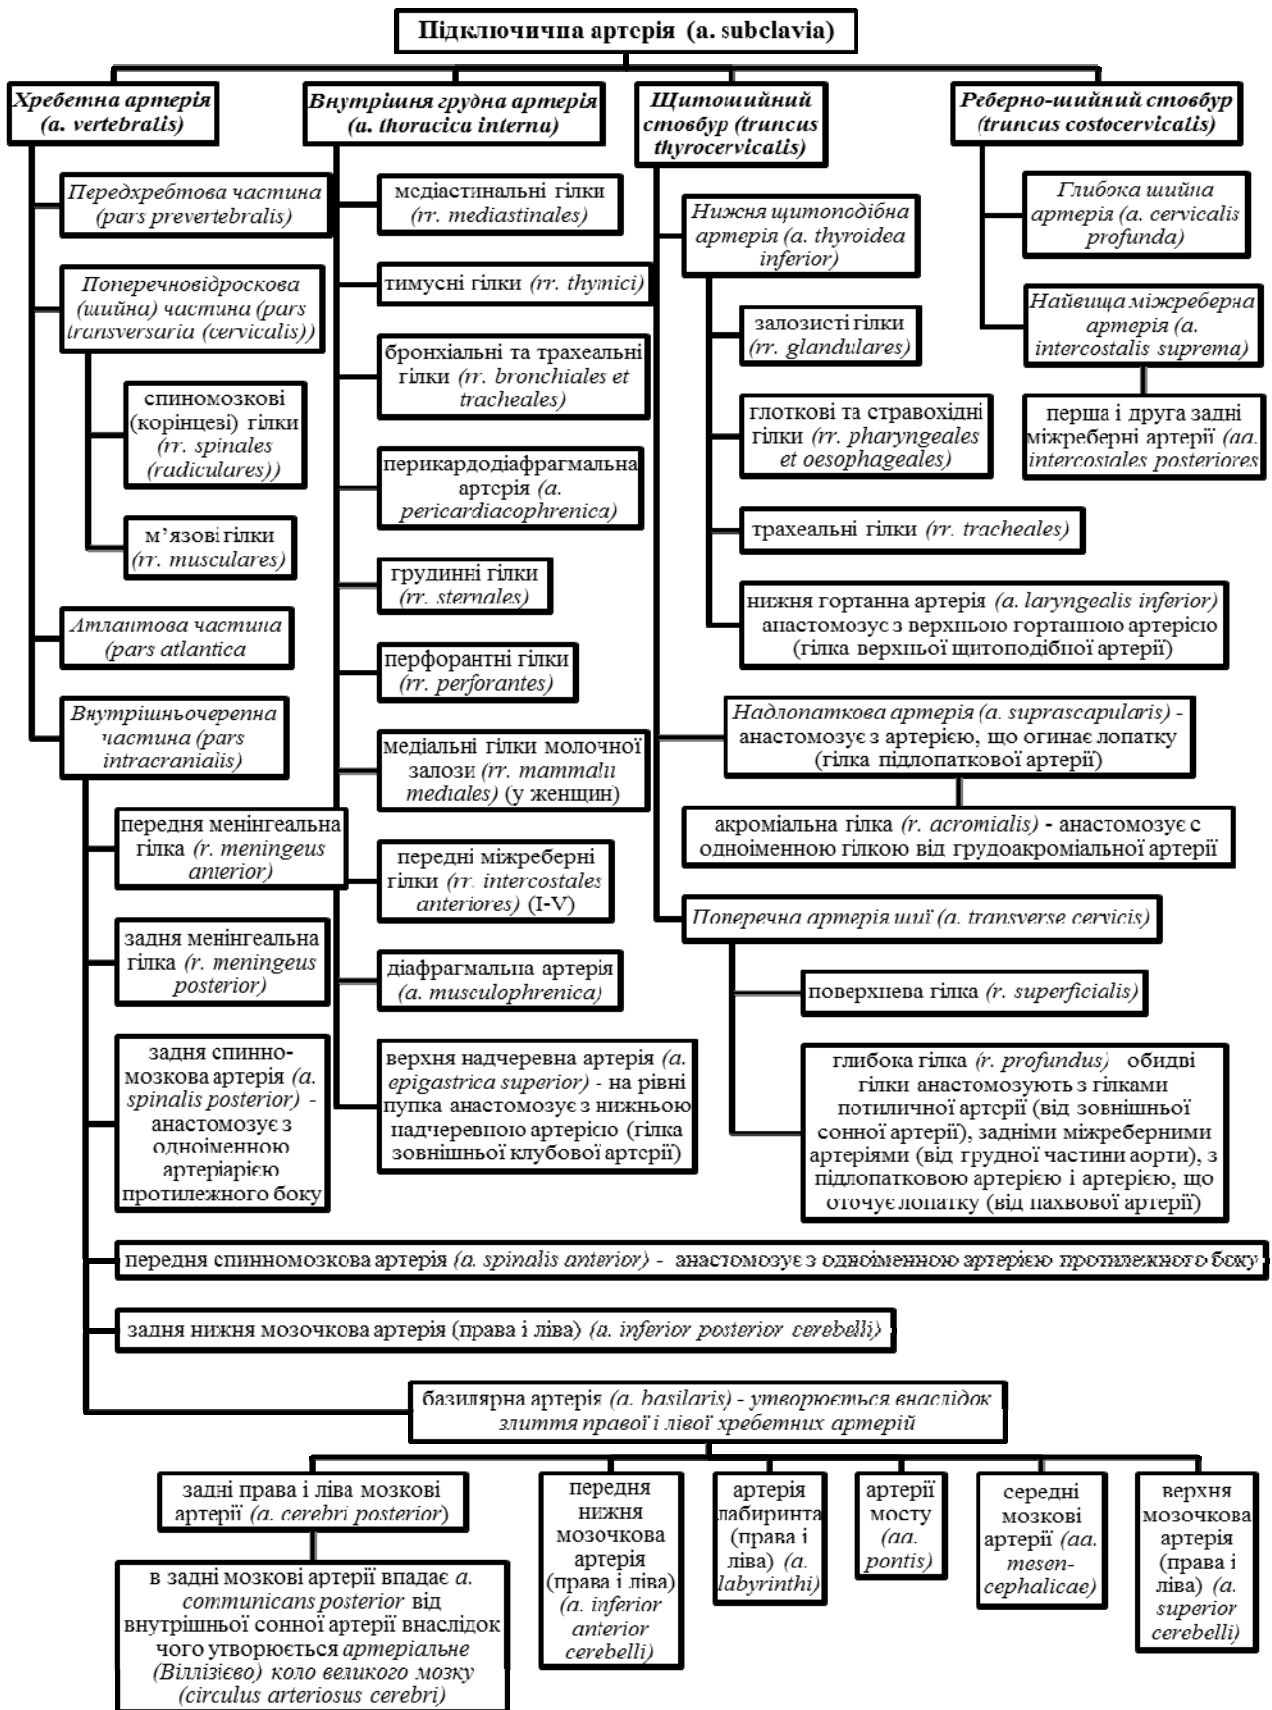 Підключична артерія (a. subclavia)
Хребетна артерія
(a. vertebralis)
Передхребтова частина
(pars prevertebralis)
Поперечновідроскова
(шийна) частина (pars
transversaria (cervicalis))
спиномозкові
(корінцеві) гілки
(rr. spinales
(radiculares))
м’язові гілки
(rr. musculares)
Атлантова частина
(pars atlantica
Внутрішньочерепна
частина (pars
intracranialis)
передня менінгеальна
гілка (r. meningeus
anterior)
задня менінгеальна
гілка (r. meningeus
posterior)
задня спинно-
мозкова артерія (a.
spinalis posterior) -
анастомозує з
одноіменною
артеріарією
протилежного боку
передня спинномозкова артерія (a. spinalis anterior) - анастомозує з одноіменною артерією протилежного боку
задня нижня мозочкова артерія (права і ліва) (a. inferior posterior cerebelli)
базилярна артерія (a. basilaris) - утворюється внаслідок
злиття правої і лівої хребетних артерій
задні права і ліва мозкові
артерії (a. cerebri posterior)
в задні мозкові артерії впадає a.
communicans posterior від
внутрішньої сонної артерії внаслідок
чого утворюється артеріальне
(Віллізієво) коло великого мозку
(circulus arteriosus cerebri)
передня
нижня
мозочкова
артерія
(права і ліва)
(a. inferior
anterior
cerebelli)
артерія
лабиринта
(права і
ліва) (a.
labyrinthi)
артерії
мосту
(aa.
pontis)
середні
мозкові
артерії (aa.
mesen-
cephalicae)
верхня
мозочкова
артерія
(права і
ліва) (a.
superior
cerebelli)
Внутрішня грудна артерія
(a. thoracica interna)
медіастинальні гілки
(rr. mediastinales)
тимусні гілки (rr. thymici)
бронхіальні та трахеальні
гілки (rr. bronchiales et
tracheales)
перикардодіафрагмальна
артерія (a.
pericardiacophrenica)
грудинні гілки
(rr. sternales)
перфорантні гілки
(rr. perforantes)
медіальні гілки молочної
залози (rr. mammalii
mediales) (у женщин)
передні міжреберні
гілки (rr. intercostales
anteriores) (I-V)
діафрагмальна артерія
(a. musculophrenica)
верхня надчеревна артерія (a.
epigastrica superior) - на рівні
пупка анастомозує з нижньою
надчеревною артерією (гілка
зовнішньої клубової артерії)
Щитошийний
стовбур (truncus
thyrocervicalis)
Нижня щитоподібна
артерія (a. thyroidea
inferior)
залозисті гілки
(rr. glandulares)
глоткові та стравохідні
гілки (rr. pharyngeales
et oesophageales)
трахеальні гілки (rr. tracheales)
нижня гортанна артерія (a. laryngealis inferior)
анастомозує з верхньою гортанною артерією
(гілка верхньої щитоподібної артерії)
Надлопаткова артерія (a. suprascapularis) -
анастомозує з артерією, що огинає лопатку
(гілка підлопаткової артерії)
акроміальна гілка (r. acromialis) - анастомозує с
одноіменною гілкою від грудоакроміальної артерії
Поперечна артерія шиї (a. transverse cervicis)
поверхнева гілка (r. superficialis)
глибока гілка (r. profundus) обидві
гілки анастомозують з гілками
потиличної артерії (від зовнішньої
сонної артерії), задніми міжреберними
артеріями (від грудної частини аорти), з
підлопатковою артерією і артерією, що
оточує лопатку (від пахвової артерії)
Реберно-шийний стовбур
(truncus costocervicalis)
Глибока шийна
артерія (a. cervicalis
profunda)
Найвища міжреберна
артерія (a.
intercostalis suprema)
перша і друга задні
міжреберні артерії (aa.
intercostales posteriores